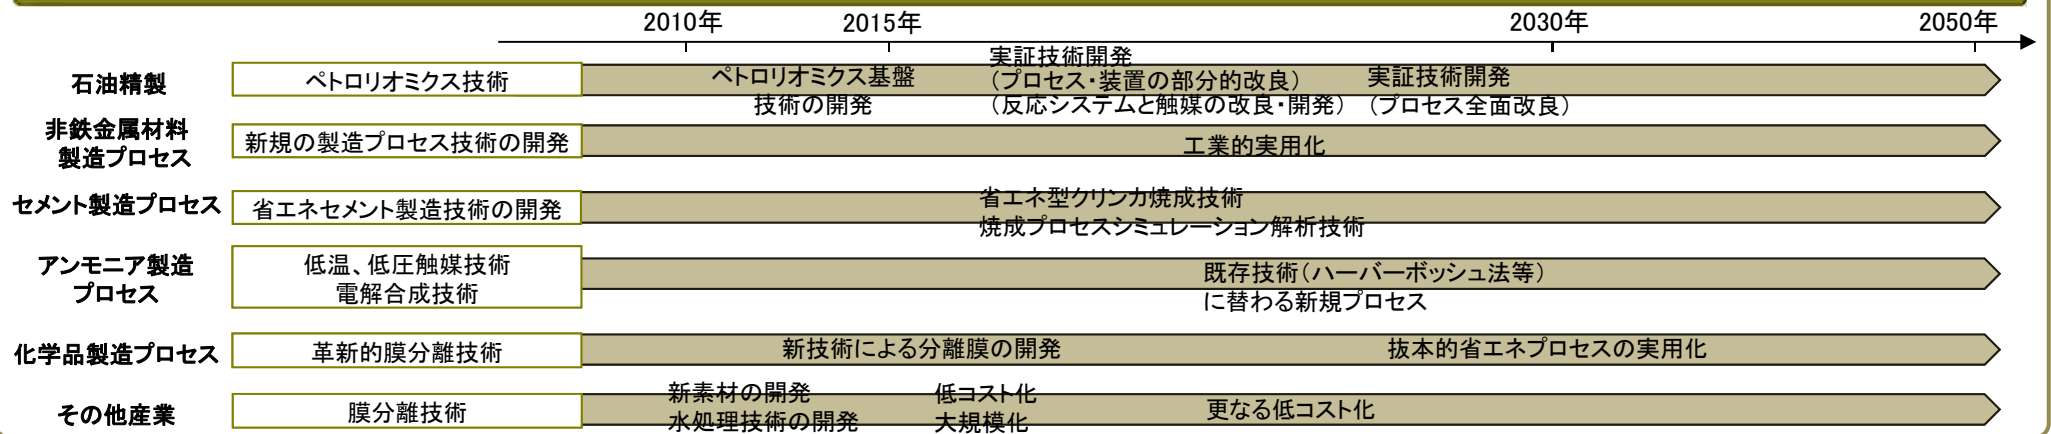 2010年 2015年 2030年 2050年
石油精製
ペトロリオミクス技術
ペトロリオミクス基盤
技術の開発
実証技術開発
（プロセス・装置の部分的改良）
（反応システムと触媒の改良・開発）
実証技術開発
（プロセス全面改良）
非鉄金属材料
製造プロセス
新規の製造プロセス技術の開発
工業的実用化
セメント製造プロセス
省エネセメント製造技術の開発
省エネ型クリンカ焼成技術
焼成プロセスシミュレーション解析技術
アンモニア製造
プロセス
低温、低圧触媒技術
電解合成技術
既存技術（ハーバーボッシュ法等）
に替わる新規プロセス
化学品製造プロセス
革新的膜分離技術
新技術による分離膜の開発
抜本的省エネプロセスの実用化
その他産業
膜分離技術
新素材の開発
水処理技術の開発
低コスト化
大規模化
更なる低コスト化